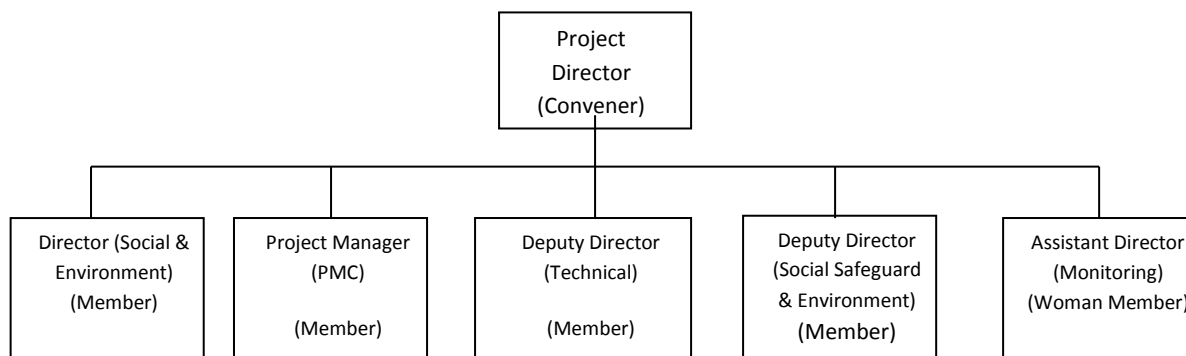 Project
Director
(Convener)
Director (Social &
Environment)
(Member)
Project Manager
(PMC)
(Member)
Deputy Director
(Technical)
(Member)
Deputy Director
(Social Safeguard
& Environment)
(Member)
Assistant Director
(Monitoring)
(Woman Member)